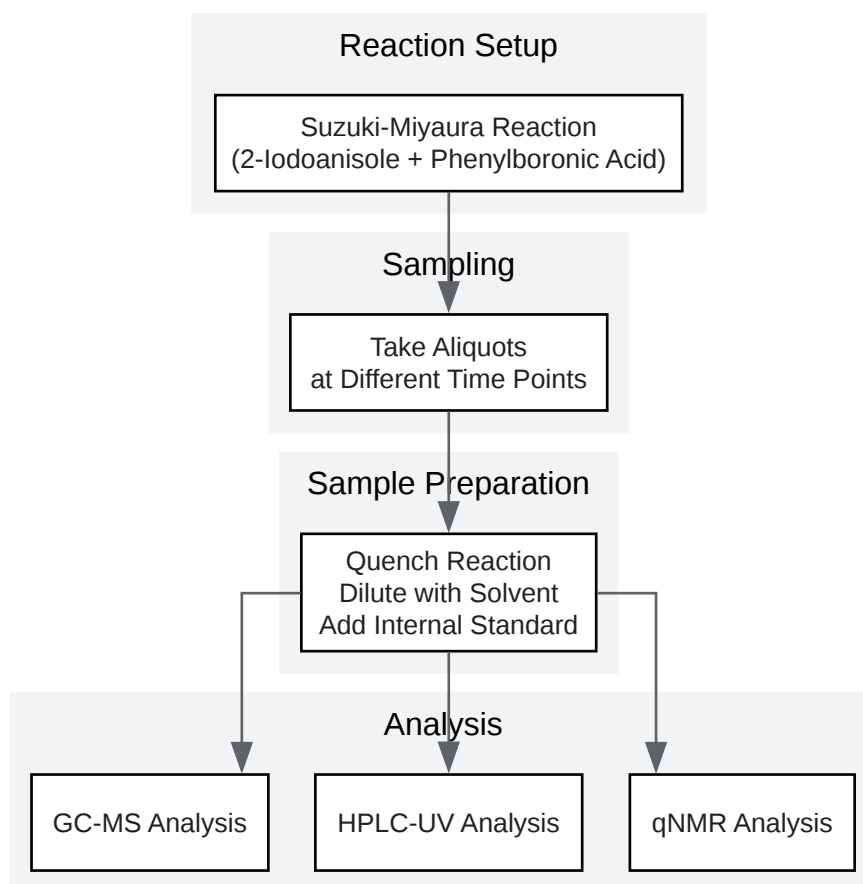 Reaction Setup
Suzuki-Miyaura Reaction
(2-Iodoanisole + Phenylboronic Acid)
Sampling
Take Aliquots
at Different Time Points
Sample Preparation
Quench Reaction
Dilute with Solvent
Add Internal Standard
Analysis
GC-MS Analysis
HPLC-UV Analysis
qNMR Analysis